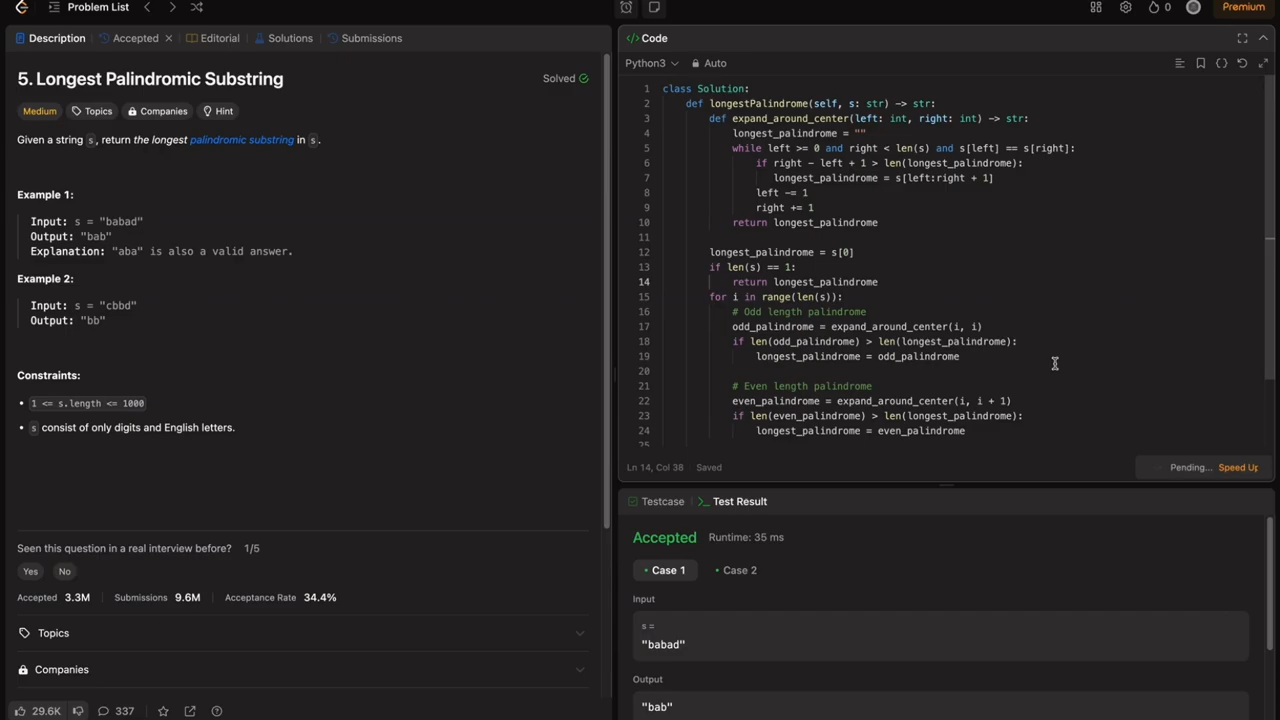 Problem List
0
Premium
Description
Accepted
Editorial
Solutions
Submissions
5. Longest Palindromic Substring
Solved
Medium
Topics
Companies
Hint
Given a string s, return the longest palindromic substring in s.
Example 1:
Input: s = "babad"
Output: "bab"
Explanation: "aba" is also a valid answer.
Example 2:
Input: s = "cbbd"
Output: "bb"
Constraints:
• 1 <= s.length <= 1000
• s consist of only digits and English letters.
Seen this question in a real interview before? 1/5
Yes No
Accepted 3.3M Submissions 9.6M Acceptance Rate 34.4%
Topics
Companies
29.6K 337
</> Code
Python3 Auto
1 class Solution:
2 def longestPalindrome(self, s: str) -> str:
3 def expand_around_center(left: int, right: int) -> str:
4 longest_palindrome = ""
5 while left >= 0 and right < len(s) and s[left] == s[right]:
6 if right - left + 1 > len(longest_palindrome):
7 longest_palindrome = s[left:right + 1]
8 left -= 1
9 right += 1
10 return longest_palindrome
11
12 longest_palindrome = s[0]
13 if len(s) == 1:
14 return longest_palindrome
15 for i in range(len(s)):
16 # Odd length palindrome
17 odd_palindrome = expand_around_center(i, i)
18 if len(odd_palindrome) > len(longest_palindrome):
19 longest_palindrome = odd_palindrome
20
21 # Even length palindrome
22 even_palindrome = expand_around_center(i, i + 1)
23 if len(even_palindrome) > len(longest_palindrome):
24 longest_palindrome = even_palindrome
25
Ln 14, Col 38 Saved
Pending... Speed Up
Testcase
Test Result
Accepted Runtime: 35 ms
• Case 1 • Case 2
Input
s =
"babad"
Output
"bab"